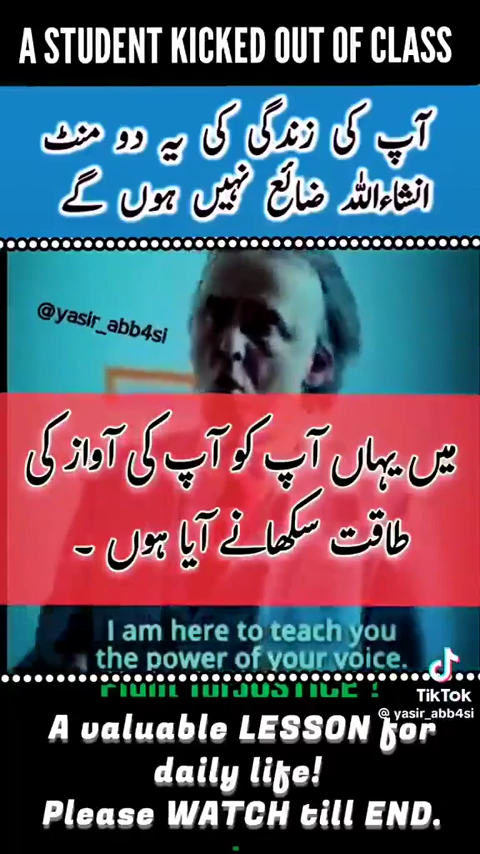 A STUDENT KICKED OUT OF CLASS
آپ کی زندگی کی یہ دو منٹ
انشاءاللہ ضائع نہیں ہوں گے
@yasir_abb4si
میں یہاں آپ کو آپ کی آواز کی
طاقت سکھانے آیا ہوں ۔
I am here to teach you
the power of your voice.
TikTok
@yasir_abb4si
A valuable LESSON for
daily life!
Please WATCH till END.